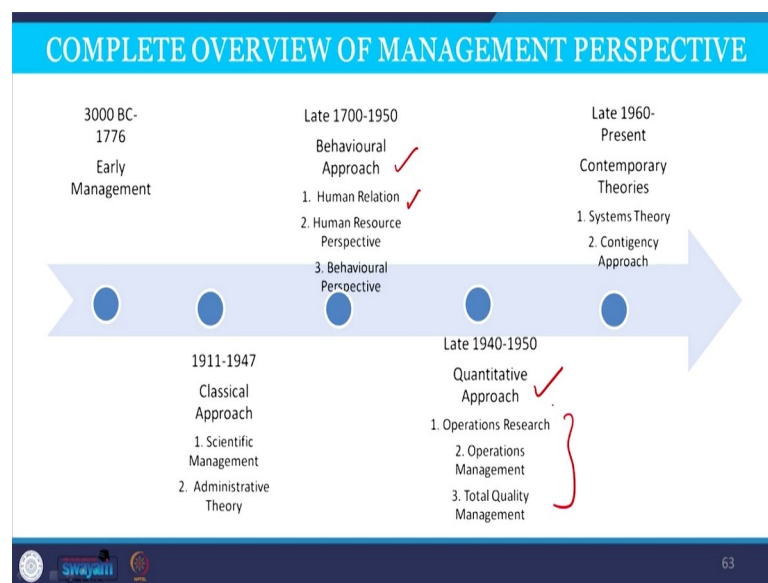 COMPLETE OVERVIEW OF MANAGEMENT PERSPECTIVE
3000 BC-
1776
Early
Management
1911-1947
Classical
Approach
1. Scientific
Management
2. Administrative
Theory
Late 1700-1950
Behavioural
Approach
1. Human Relation
2. Human Resource
Perspective
3. Behavioural
Perspective
Late 1940-1950
Quantitative
Approach
1. Operations Research
2. Operations
Management
3. Total Quality
Management
Late 1960-
Present
Contemporary
Theories
1. Systems Theory
2. Contigency
Approach
swayam
63